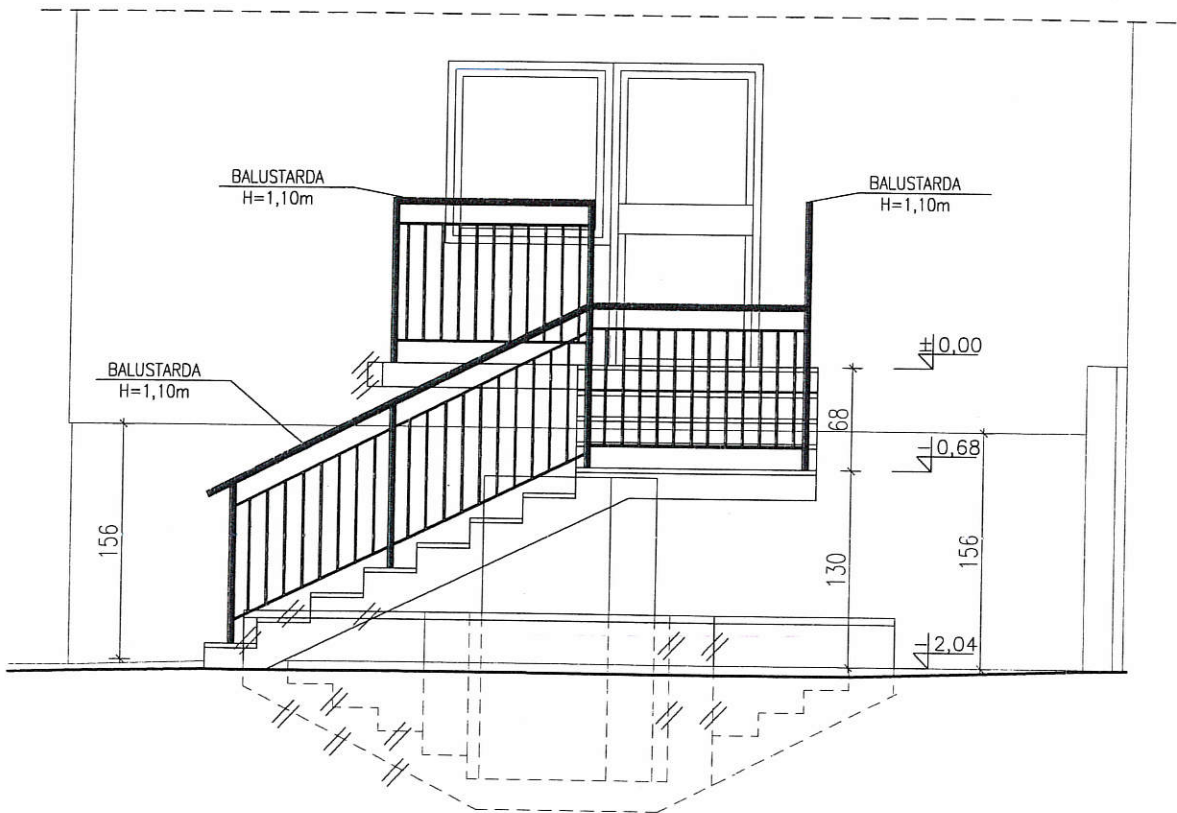 BALUSTARDA
H=1,10m
BALUSTARDA
H=1,10m
BALUSTARDA
H=1,10m
±0,00
68
-0,68
156
130
156
-2,04